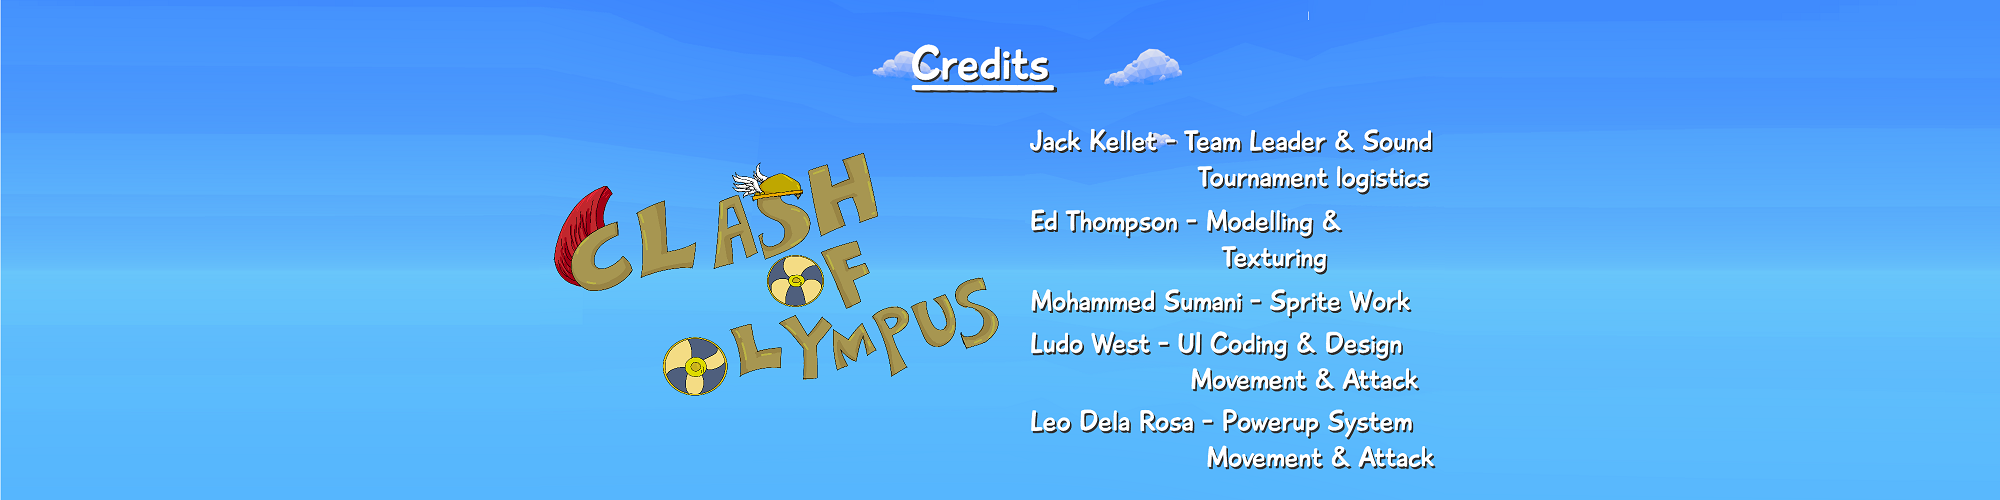 Credits
CLASH
OF
OLYMPUS
Jack Kellet - Team Leader & Sound
Tournament logistics
Ed Thompson - Modelling &
Texturing
Mohammed Sumani - Sprite Work
Ludo West - UI Coding & Design
Movement & Attack
Leo Dela Rosa - Powerup System
Movement & Attack